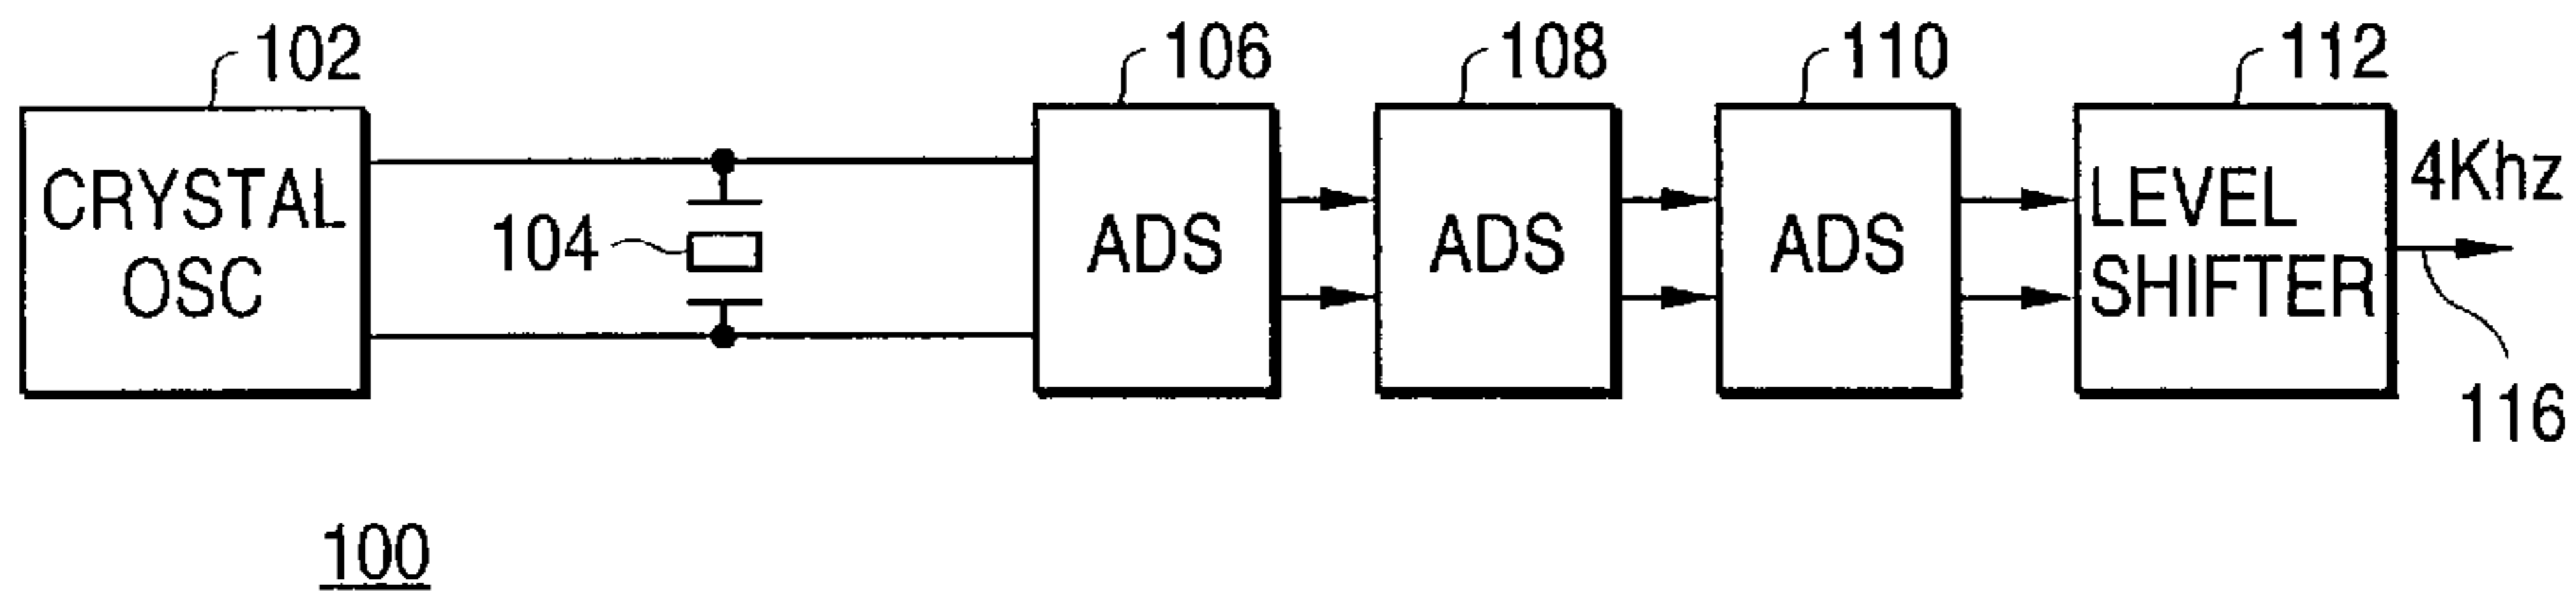 102
106
108
110
112
CRYSTAL
OSC
104
ADS
ADS
ADS
LEVEL
SHIFTER
4Khz
116
100